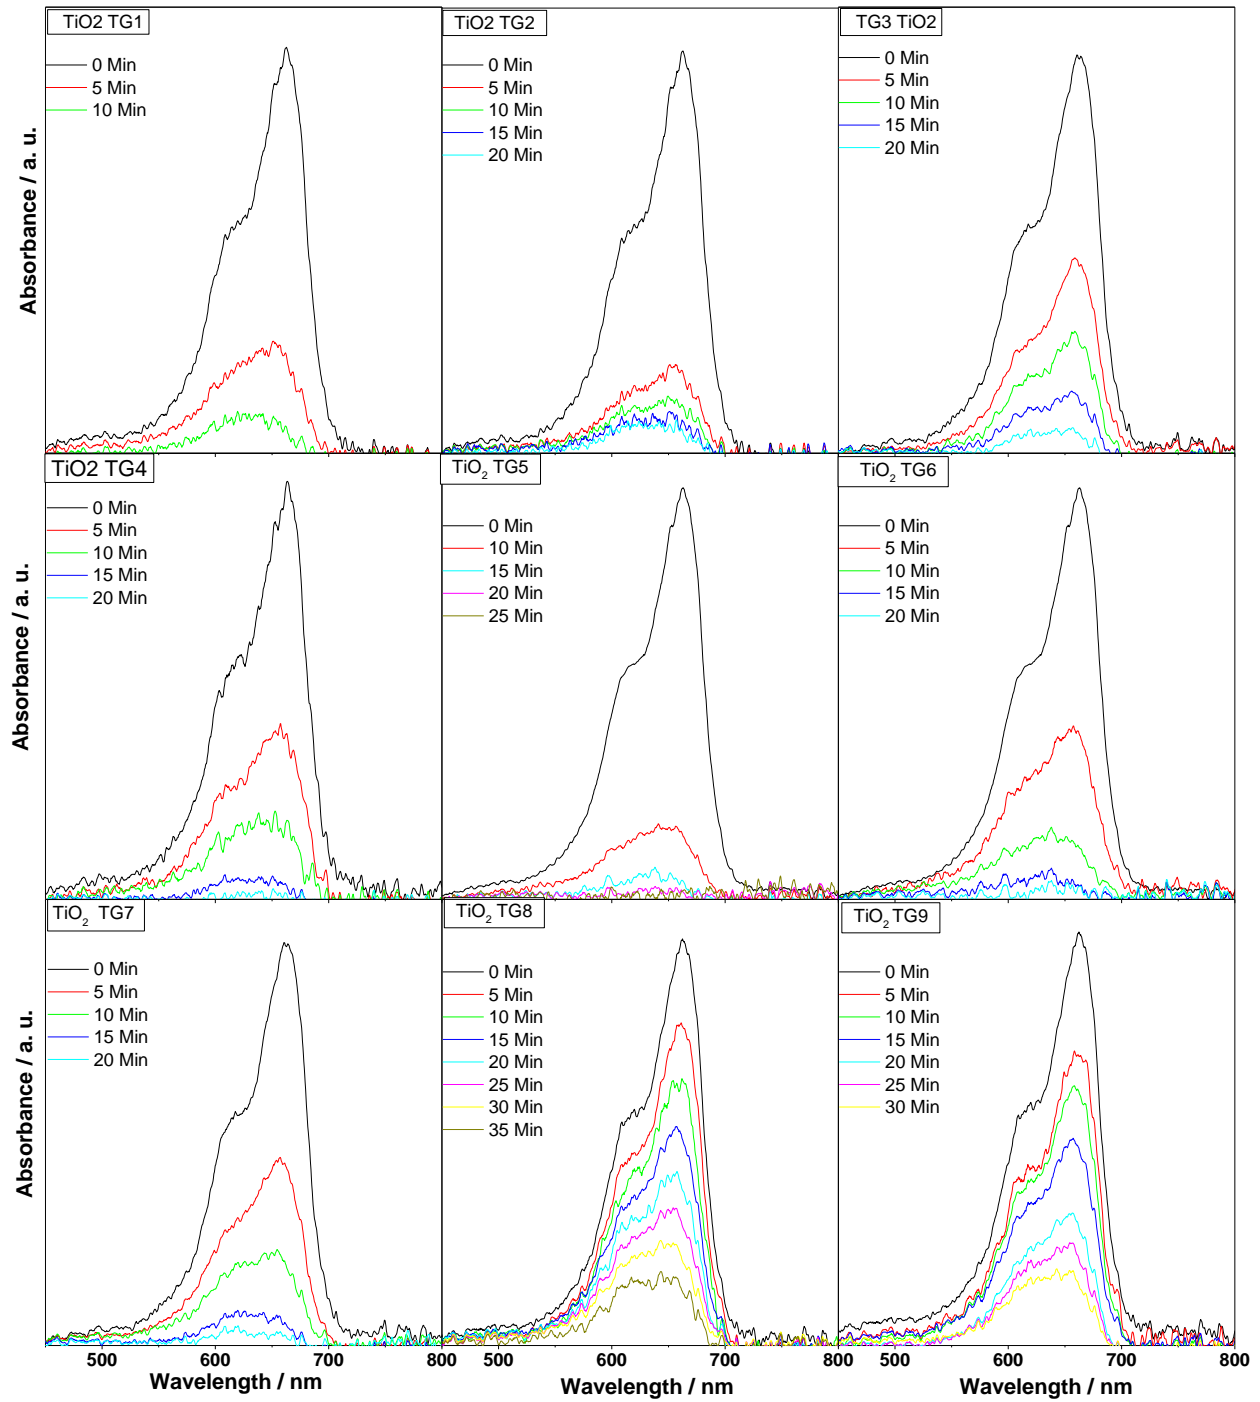 TiO2 TG1
0 Min
5 Min
10 Min
TiO2 TG2
0 Min
5 Min
10 Min
15 Min
20 Min
TG3 TiO2
0 Min
5 Min
10 Min
15 Min
20 Min
Absorbance / a. u.
TiO2 TG4
0 Min
5 Min
10 Min
15 Min
20 Min
TiO₂ TG5
0 Min
10 Min
15 Min
20 Min
25 Min
TiO₂ TG6
0 Min
5 Min
10 Min
15 Min
20 Min
Absorbance / a. u.
TiO₂ TG7
0 Min
5 Min
10 Min
15 Min
20 Min
TiO₂ TG8
0 Min
5 Min
10 Min
15 Min
20 Min
25 Min
30 Min
35 Min
TiO₂ TG9
0 Min
5 Min
10 Min
15 Min
20 Min
25 Min
30 Min
Absorbance / a. u.
500 600 700 800 600 700 800 600 700 800
Wavelength / nm
Wavelength / nm
Wavelength / nm